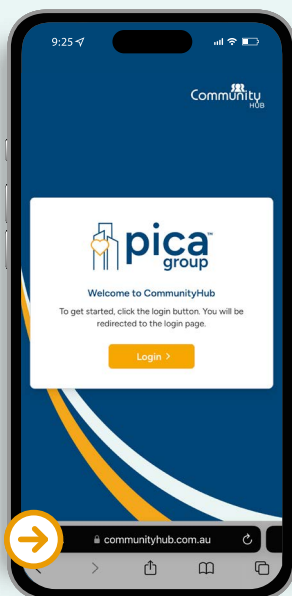 9:25
Community
HUB
pica™
group
Welcome to CommunityHub
To get started, click the login button. You will be
redirected to the login page.
Login >
communityhub.com.au